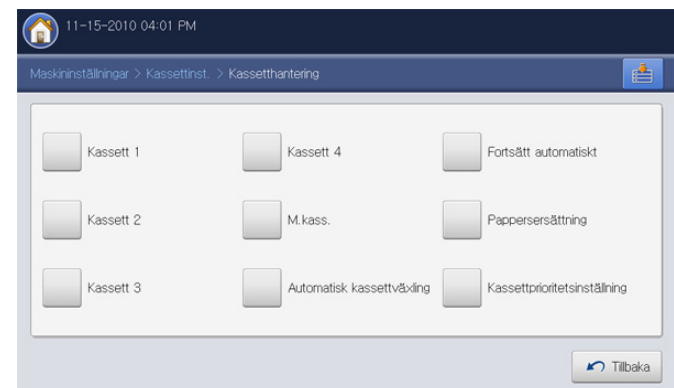 11-15-2010 04:01 PM
Maskininställningar > Kassettinst. > Kassetthantering
Kassett 1
Kassett 4
Fortsätt automatiskt
Kassett 2
M.kass.
Pappersersättning
Kassett 3
Automatisk kassettväxling
Kassettprioritetsinställning
Tillbaka